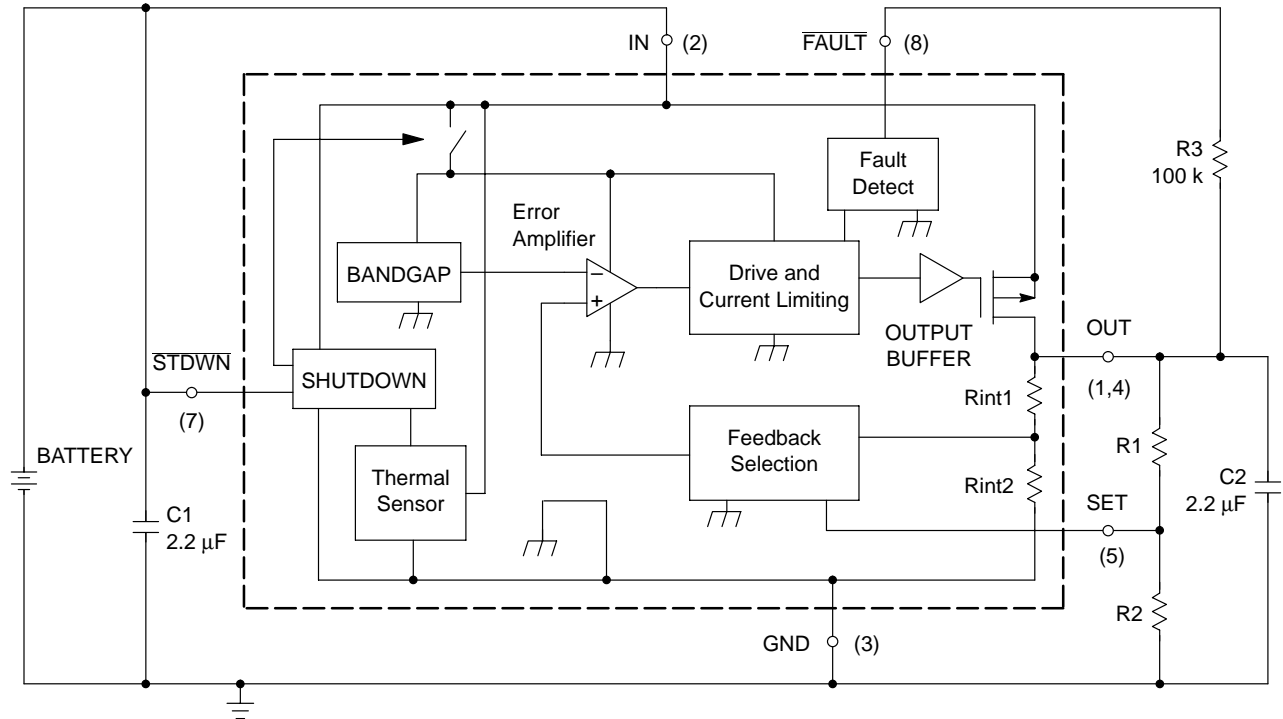 IN
(2)
FAULT
(8)
R3
100 k
Fault
Detect
Error
Amplifier
BANDGAP
−
+
Drive and
Current Limiting
OUTPUT
BUFFER
OUT
(1,4)
STDWN
(7)
SHUTDOWN
Rint1
Feedback
Selection
R1
BATTERY
Thermal
Sensor
Rint2
C2
2.2 μF
C1
2.2 μF
SET
(5)
R2
GND
(3)